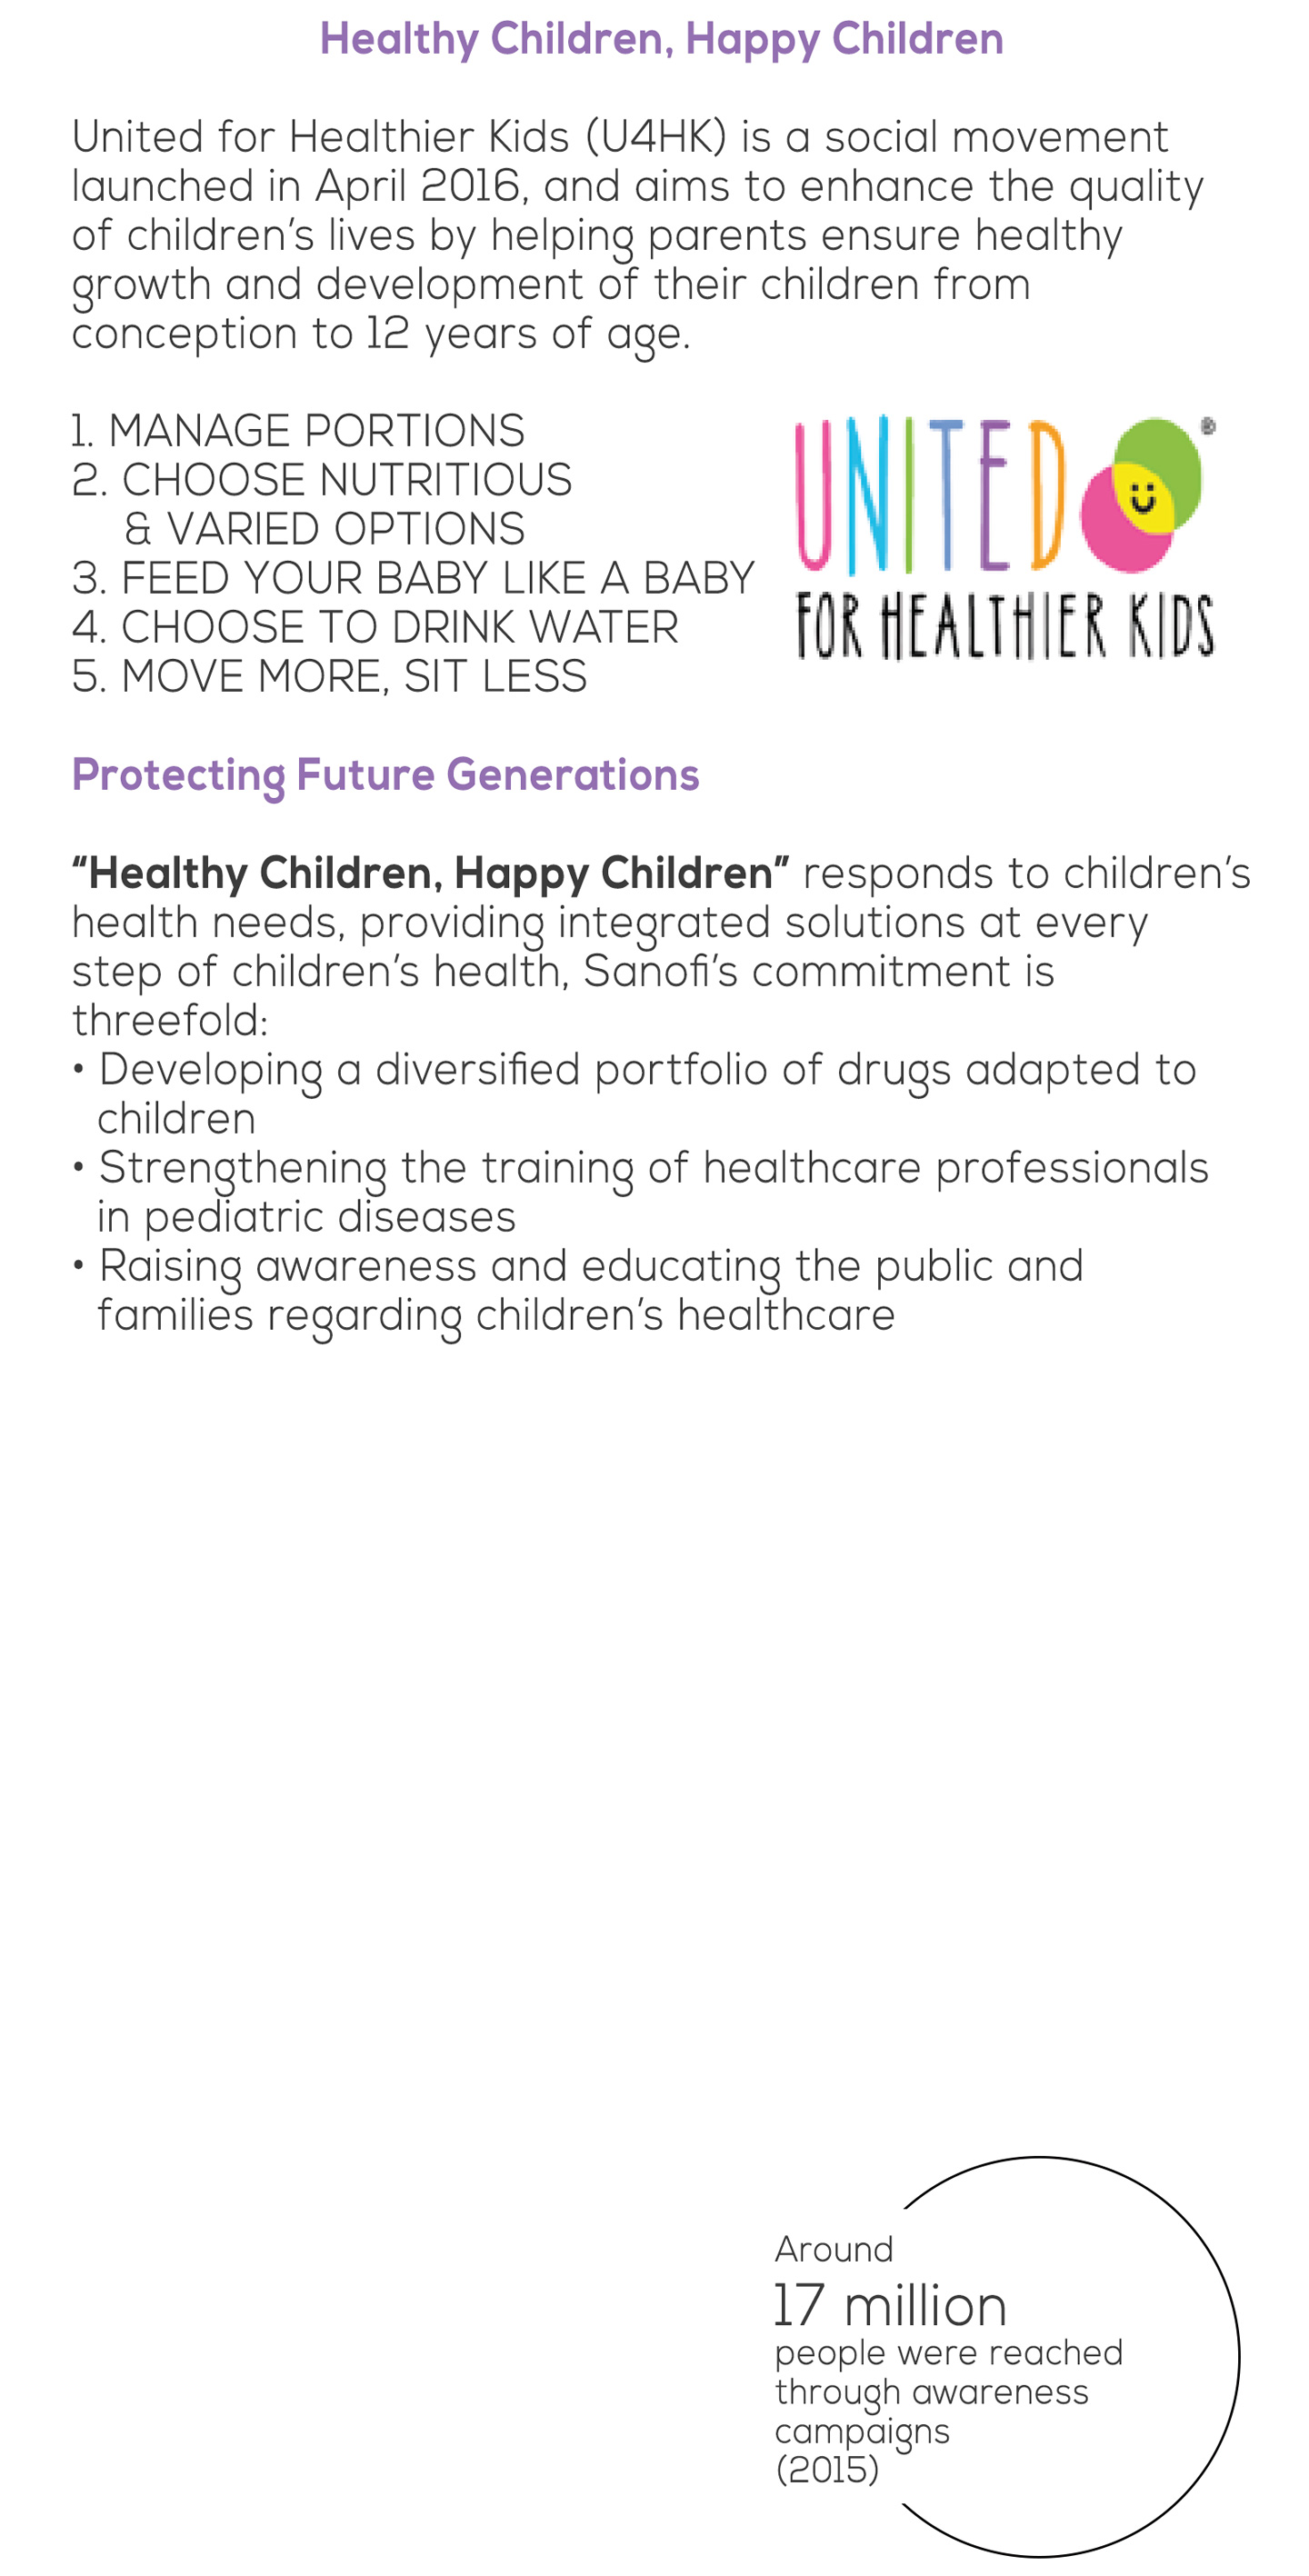 Healthy Children, Happy Children
United for Healthier Kids (U4HK) is a social movement
launched in April 2016, and aims to enhance the quality
of children’s lives by helping parents ensure healthy
growth and development of their children from
conception to 12 years of age.
1. MANAGE PORTIONS
2. CHOOSE NUTRITIOUS
& VARIED OPTIONS
3. FEED YOUR BABY LIKE A BABY
4. CHOOSE TO DRINK WATER
5. MOVE MORE, SIT LESS
UNITED ®
FOR HEALTHIER KIDS
Protecting Future Generations
“Healthy Children, Happy Children” responds to children’s
health needs, providing integrated solutions at every
step of children’s health, Sanofi’s commitment is
threefold:
• Developing a diversified portfolio of drugs adapted to
children
• Strengthening the training of healthcare professionals
in pediatric diseases
• Raising awareness and educating the public and
families regarding children’s healthcare
Around
17 million
people were reached
through awareness
campaigns
(2015)